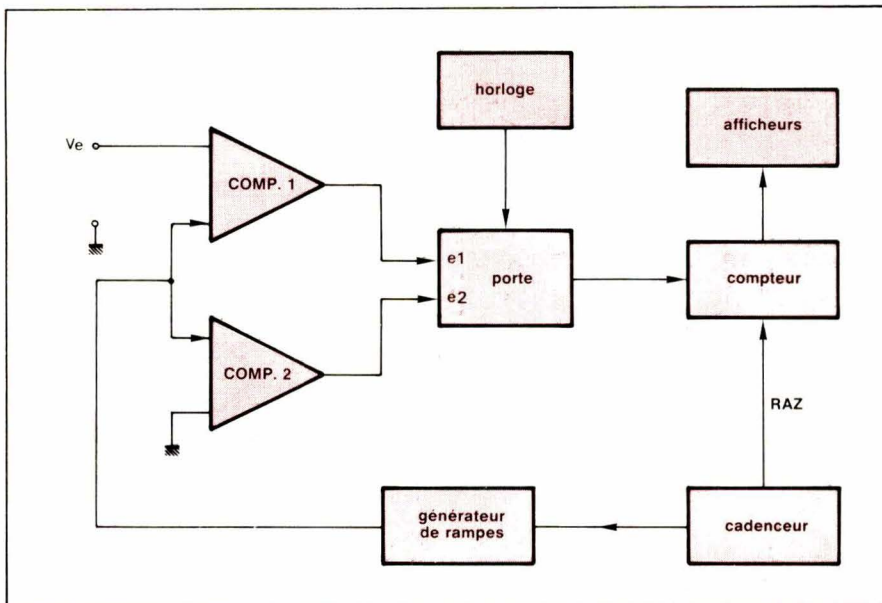 horloge
afficheurs
Ve
COMP. 1
e1
porte
e2
compteur
COMP. 2
RAZ
générateur
de rampes
cadenceur